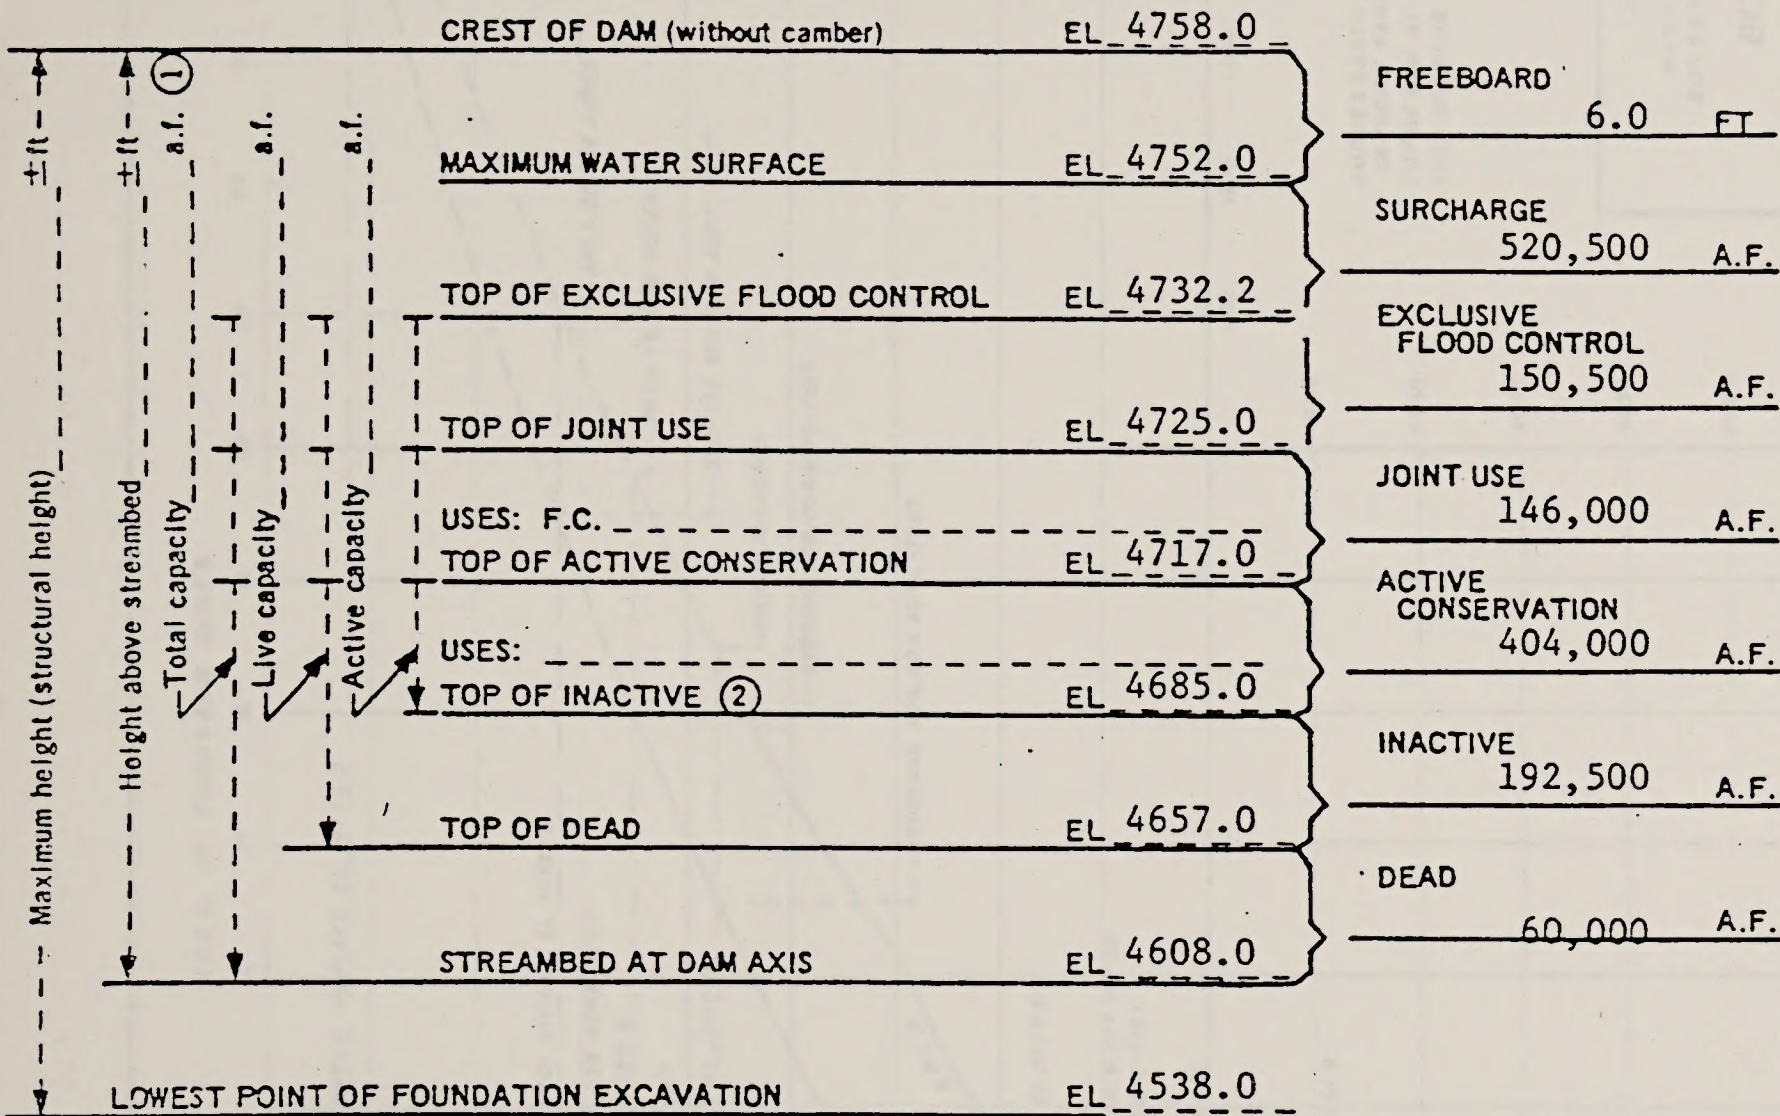 CREST OF DAM (without camber) EL 4758.0
FREEBOARD
6.0 FT
MAXIMUM WATER SURFACE EL 4752.0
SURCHARGE
520,500 A.F.
TOP OF EXCLUSIVE FLOOD CONTROL EL 4732.2
EXCLUSIVE
FLOOD CONTROL
150,500 A.F.
TOP OF JOINT USE EL 4725.0
JOINT USE
146,000 A.F.
USES: F.C.
TOP OF ACTIVE CONSERVATION EL 4717.0
ACTIVE
CONSERVATION
404,000 A.F.
USES:
TOP OF INACTIVE ② EL 4685.0
INACTIVE
192,500 A.F.
TOP OF DEAD EL 4657.0
DEAD
60,000 A.F.
STREAMBED AT DAM AXIS EL 4608.0
LOWEST POINT OF FOUNDATION EXCAVATION EL 4538.0
Maximum height (structural height) ±ft
Height above streambed ±ft
Total capacity a.f. ①
Live capacity a.f.
Active capacity a.f.